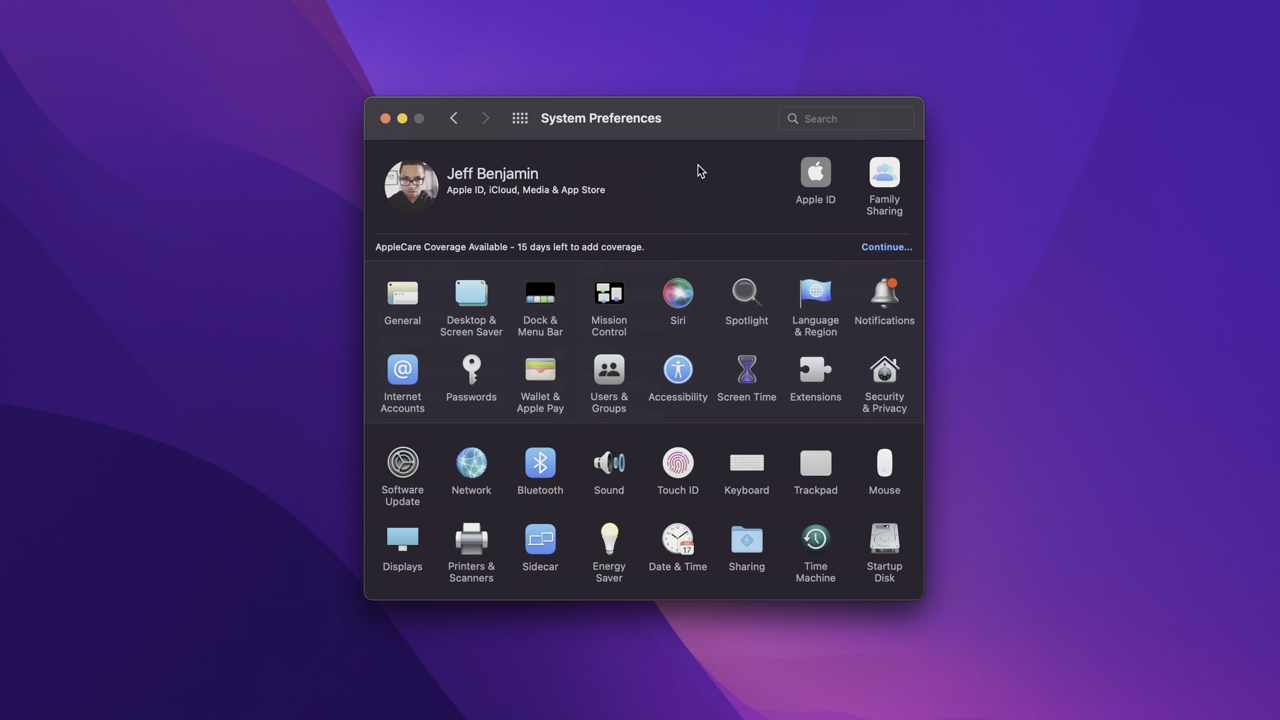 System Preferences
Search
Jeff Benjamin
Apple ID, iCloud, Media & App Store
Apple ID
Family
Sharing
AppleCare Coverage Available - 15 days left to add coverage.
Continue...
General
Desktop &
Screen Saver
Dock &
Menu Bar
Mission
Control
Siri
Spotlight
Language
& Region
Notifications
Internet
Accounts
Passwords
Wallet &
Apple Pay
Users &
Groups
Accessibility
Screen Time
Extensions
Security
& Privacy
Software
Update
Network
Bluetooth
Sound
Touch ID
Keyboard
Trackpad
Mouse
Displays
Printers &
Scanners
Sidecar
Energy
Saver
17
Date & Time
Sharing
Time
Machine
Startup
Disk